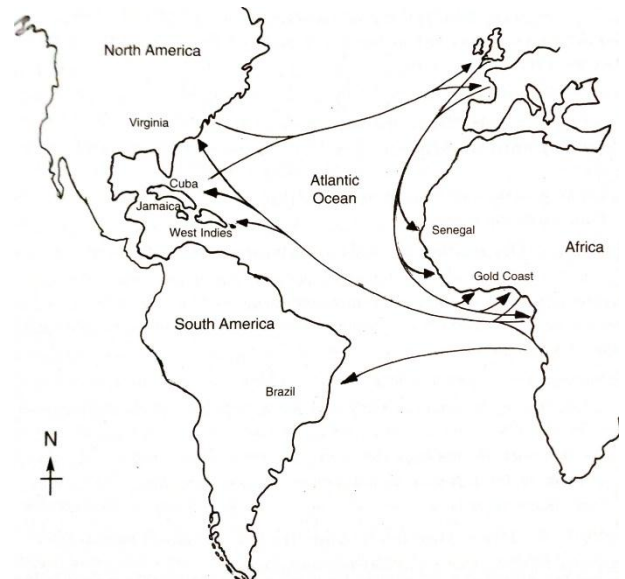 North America
Virginia
Cuba
Jamaica
West Indies
Atlantic
Ocean
Senegal
Africa
Gold Coast
South America
Brazil
N